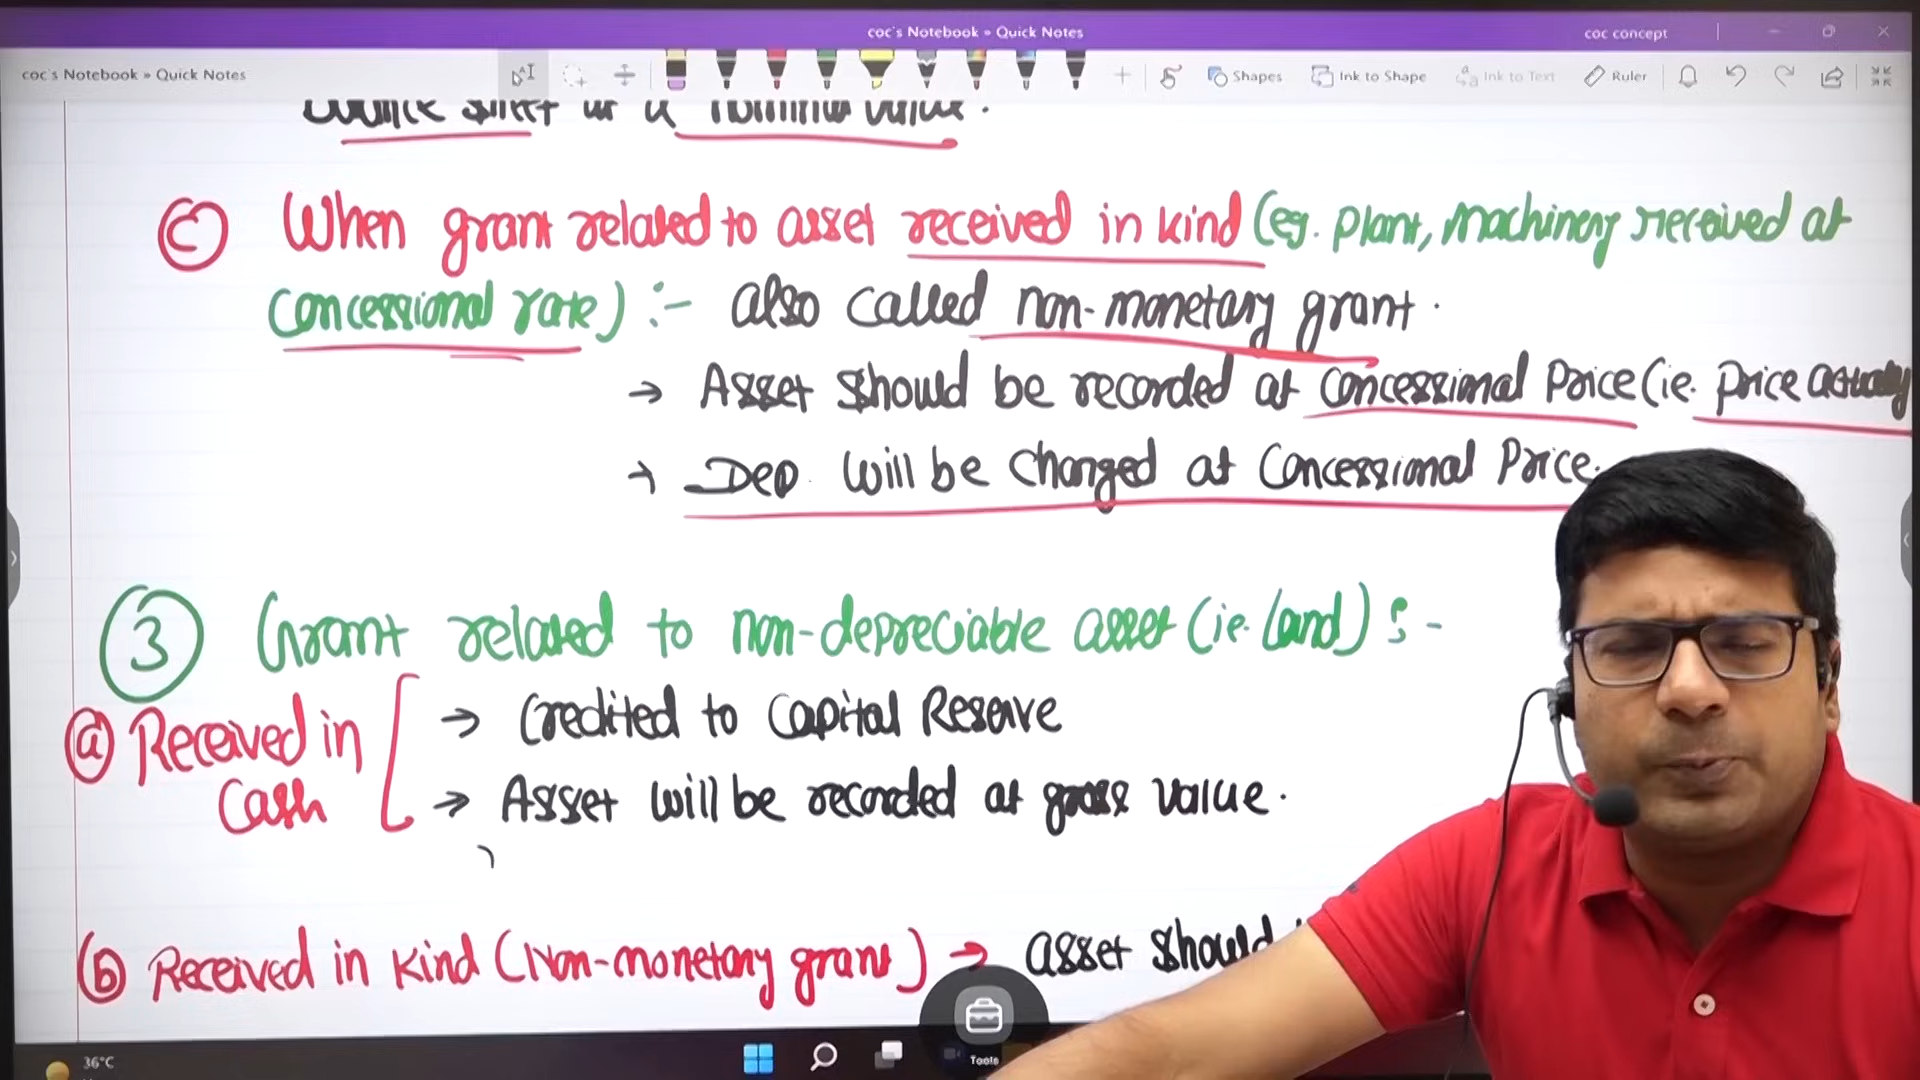 coc's Notebook » Quick Notes
coc concept
coc's Notebook » Quick Notes
Shapes
Ink to Shape
Ink to Text
Ruler
nominal value.
(C) When grant related to asset received in kind (eg. Plant, Machinery received at
concessional rate) :- also called non-monetary grant.
→ Asset should be recorded at Concessional Price (ie. Price actually
→ Dep. will be charged at Concessional Price.
(3) Grant related to non-depreciable asset (ie. land) :-
(a) Received in
→ Credited to Capital Reserve
Cash
→ Asset will be recorded at gross value.
(b) Received in Kind (Non-monetary grant) → asset should
36°C
Tools